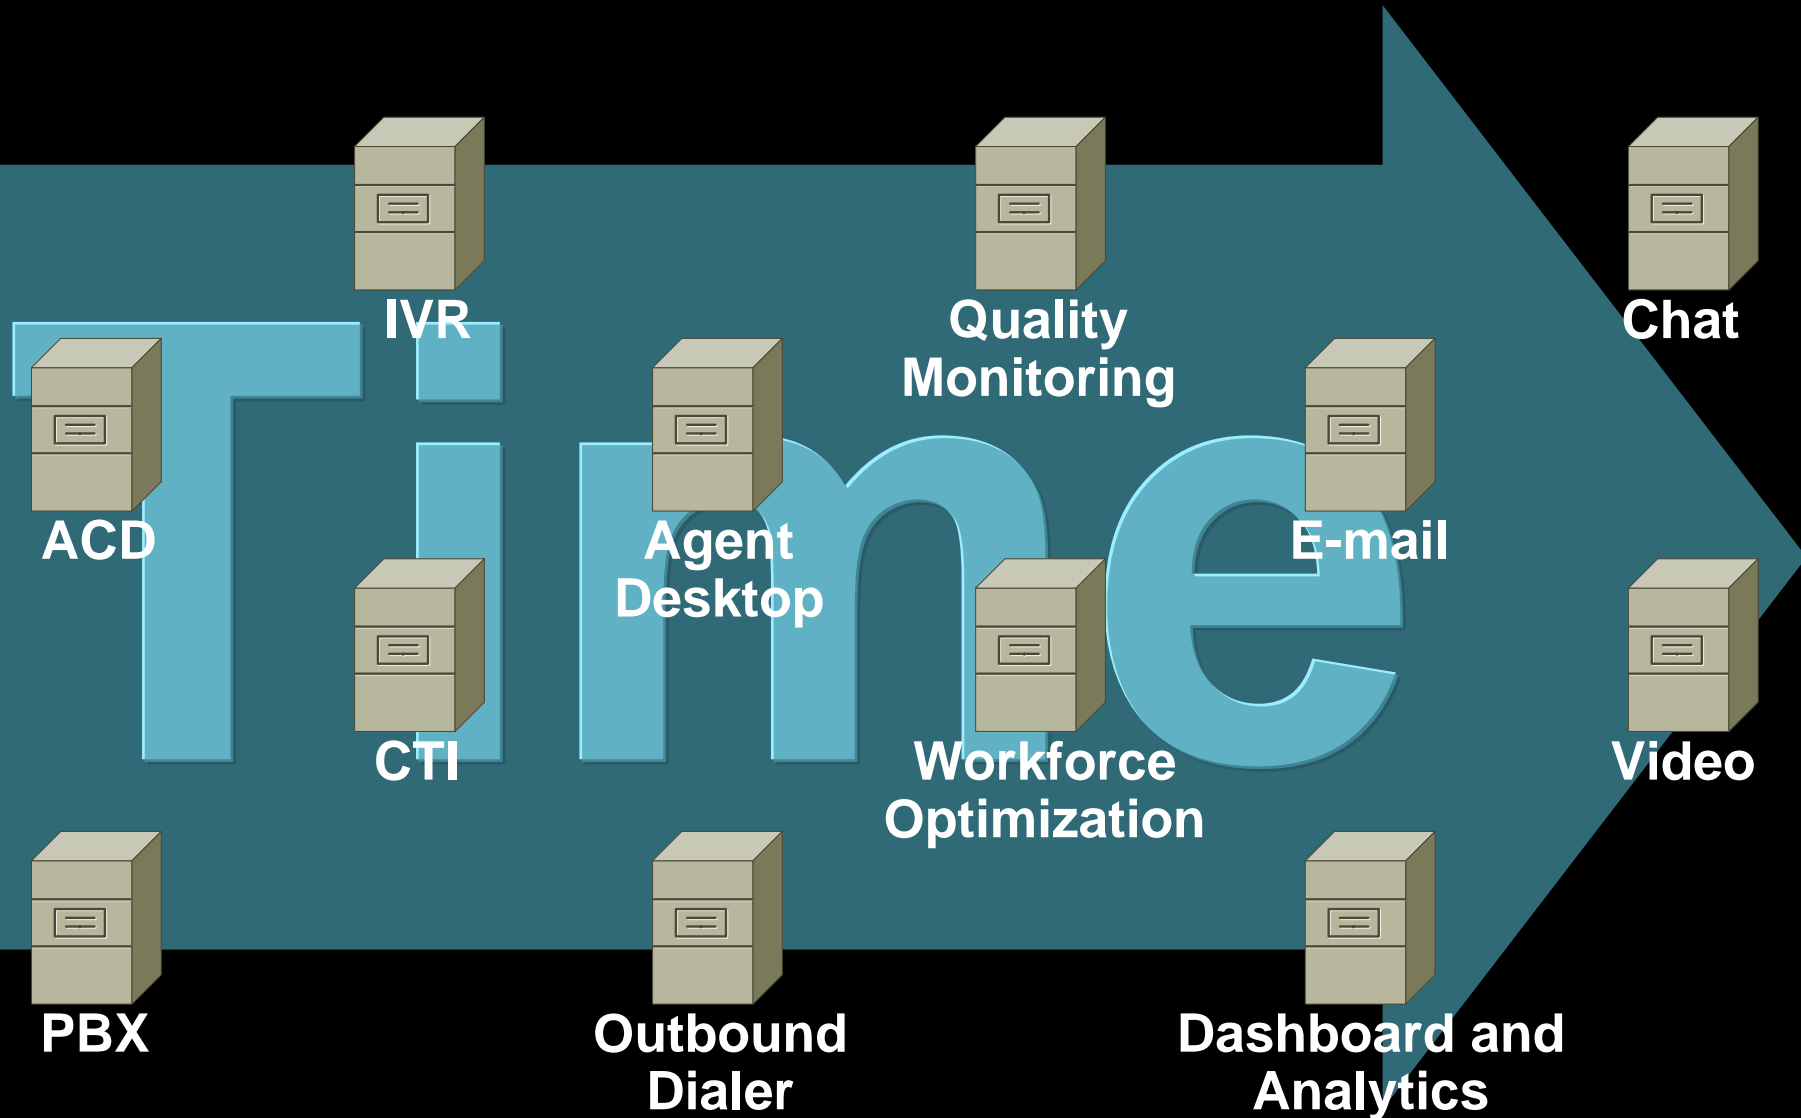 Time
IVR
Quality
Monitoring
Chat
ACD
Agent
Desktop
E-mail
CTI
Workforce
Optimization
Video
PBX
Outbound
Dialer
Dashboard and
Analytics